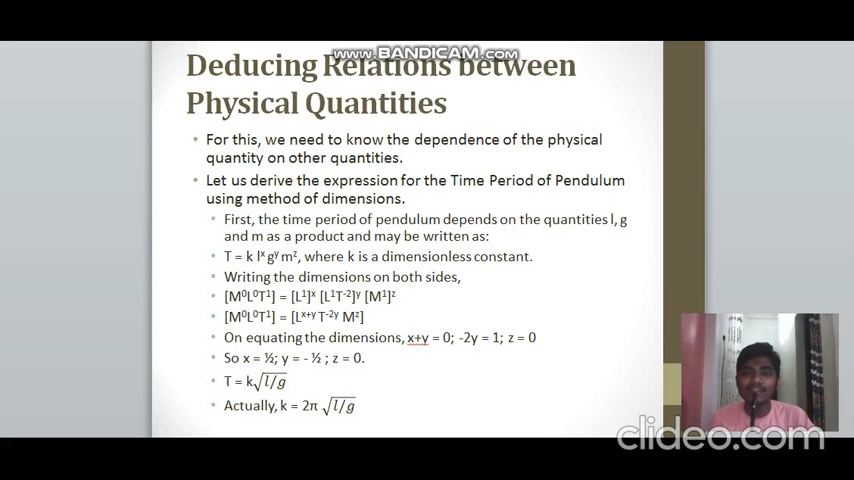 www.BANDICAM.com
Deducing Relations between
Physical Quantities
• For this, we need to know the dependence of the physical
quantity on other quantities.
• Let us derive the expression for the Time Period of Pendulum
using method of dimensions.
• First, the time period of pendulum depends on the quantities l, g
and m as a product and may be written as:
• T = k lˣ gʸ mᶻ, where k is a dimensionless constant.
• Writing the dimensions on both sides,
• [M⁰L⁰T¹] = [L¹]ˣ [L¹T⁻²]ʸ [M¹]ᶻ
• [M⁰L⁰T¹] = [Lˣ⁺ʸ T⁻²ʸ Mᶻ]
• On equating the dimensions, x+y = 0; -2y = 1; z = 0
• So x = ½; y = - ½ ; z = 0.
• T = k√l/g
• Actually, k = 2π √l/g
clideo.com